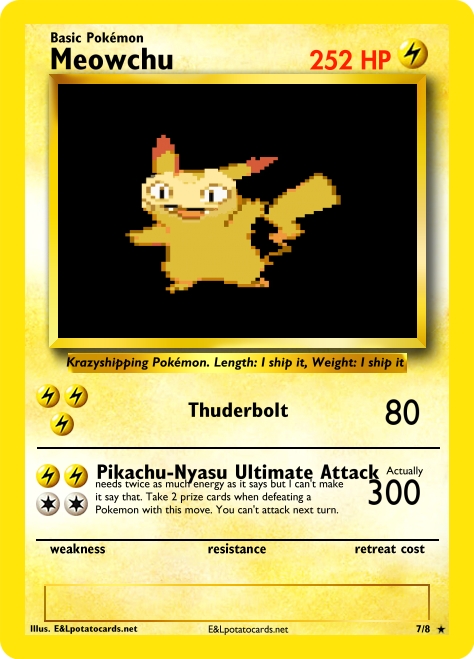 Basic Pokémon
Meowchu
252 HP
Krazyshipping Pokémon. Length: I ship it, Weight: I ship it
Thuderbolt
80
Pikachu-Nyasu Ultimate Attack
Actually
300
needs twice as much energy as it says but I can't make
it say that. Take 2 prize cards when defeating a
Pokemon with this move. You can't attack next turn.
weakness
resistance
retreat cost
Illus. E&Lpotatocards.net
E&Lpotatocards.net
7/8 ★